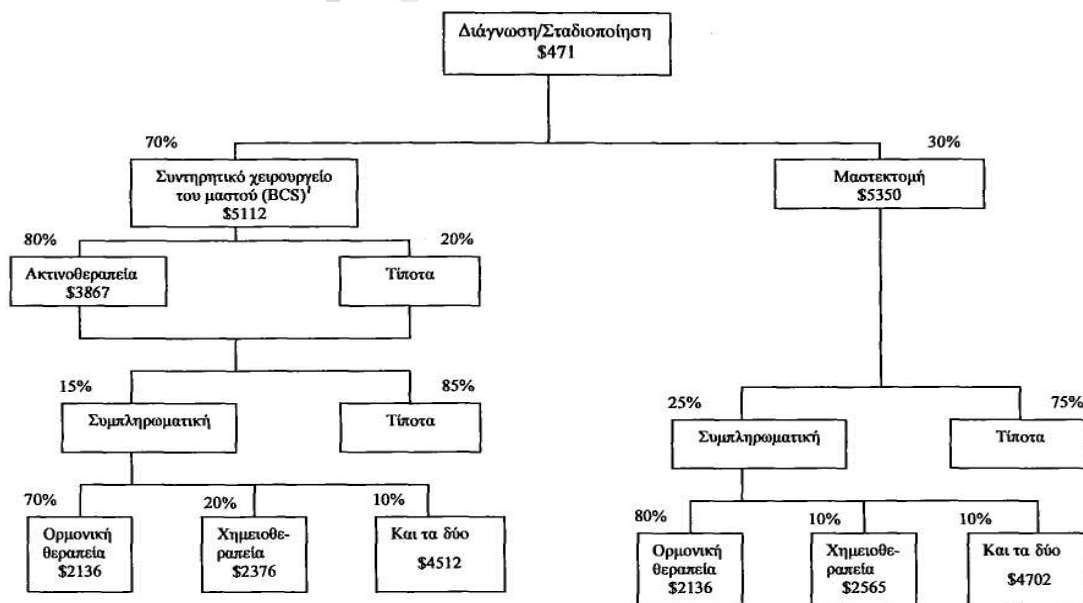 Διάγνωση/Σταδιοποίηση
$471
70%
30%
Συντηρητικό χειρουργείο
του μαστού (BCS)¹
$5112
Μαστεκτομή
$5350
80%
20%
Ακτινοθεραπεία
$3867
Τίποτα
15%
85%
Συμπληρωματική
Τίποτα
25%
75%
Συμπληρωματική
Τίποτα
70%
20%
10%
Ορμονική
θεραπεία
$2136
Χημειοθε-
ραπεία
$2376
Και τα δύο
$4512
80%
10%
10%
Ορμονική
θεραπεία
$2136
Χημειοθε-
ραπεία
$2565
Και τα δύο
$4702